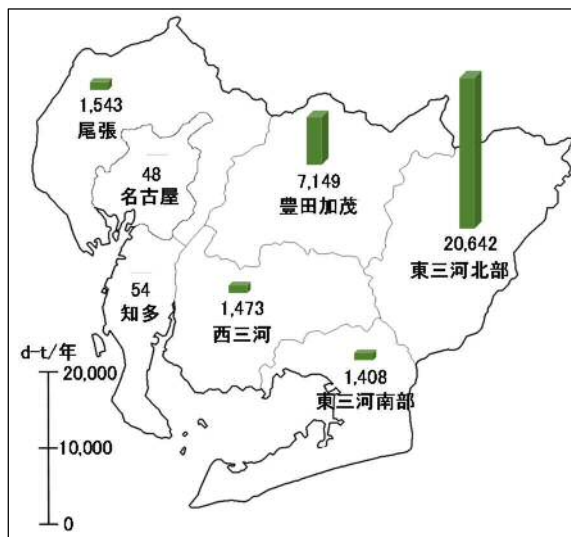 1,543
尾張
48
名古屋
7,149
豊田加茂
20,642
東三河北部
54
知多
1,473
西三河
1,408
東三河南部
d-t/年
20,000
10,000
0